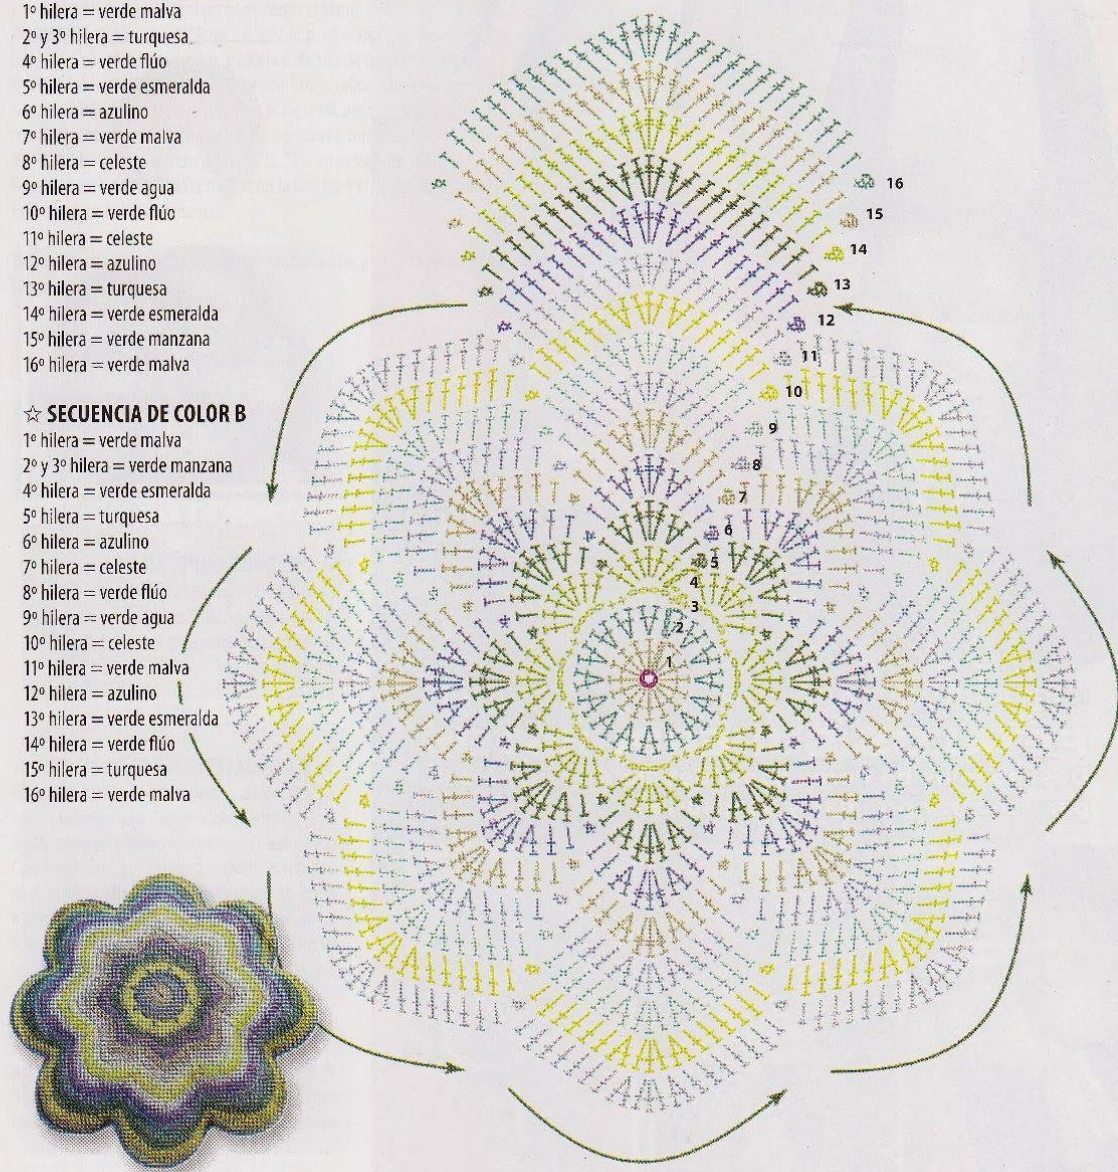 1º hilera = verde malva
2º y 3º hilera = turquesa
4º hilera = verde flúo
5º hilera = verde esmeralda
6º hilera = azulino
7º hilera = verde malva
8º hilera = celeste
9º hilera = verde agua
10º hilera = verde flúo
11º hilera = celeste
12º hilera = azulino
13º hilera = turquesa
14º hilera = verde esmeralda
15º hilera = verde manzana
16º hilera = verde malva
☆ SECUENCIA DE COLOR B
1º hilera = verde malva
2º y 3º hilera = verde manzana
4º hilera = verde esmeralda
5º hilera = turquesa
6º hilera = azulino
7º hilera = celeste
8º hilera = verde flúo
9º hilera = verde agua
10º hilera = celeste
11º hilera = verde malva
12º hilera = azulino
13º hilera = verde esmeralda
14º hilera = verde flúo
15º hilera = turquesa
16º hilera = verde malva
16
15
14
13
12
11
10
9
8
7
6
5
4
3
2
1